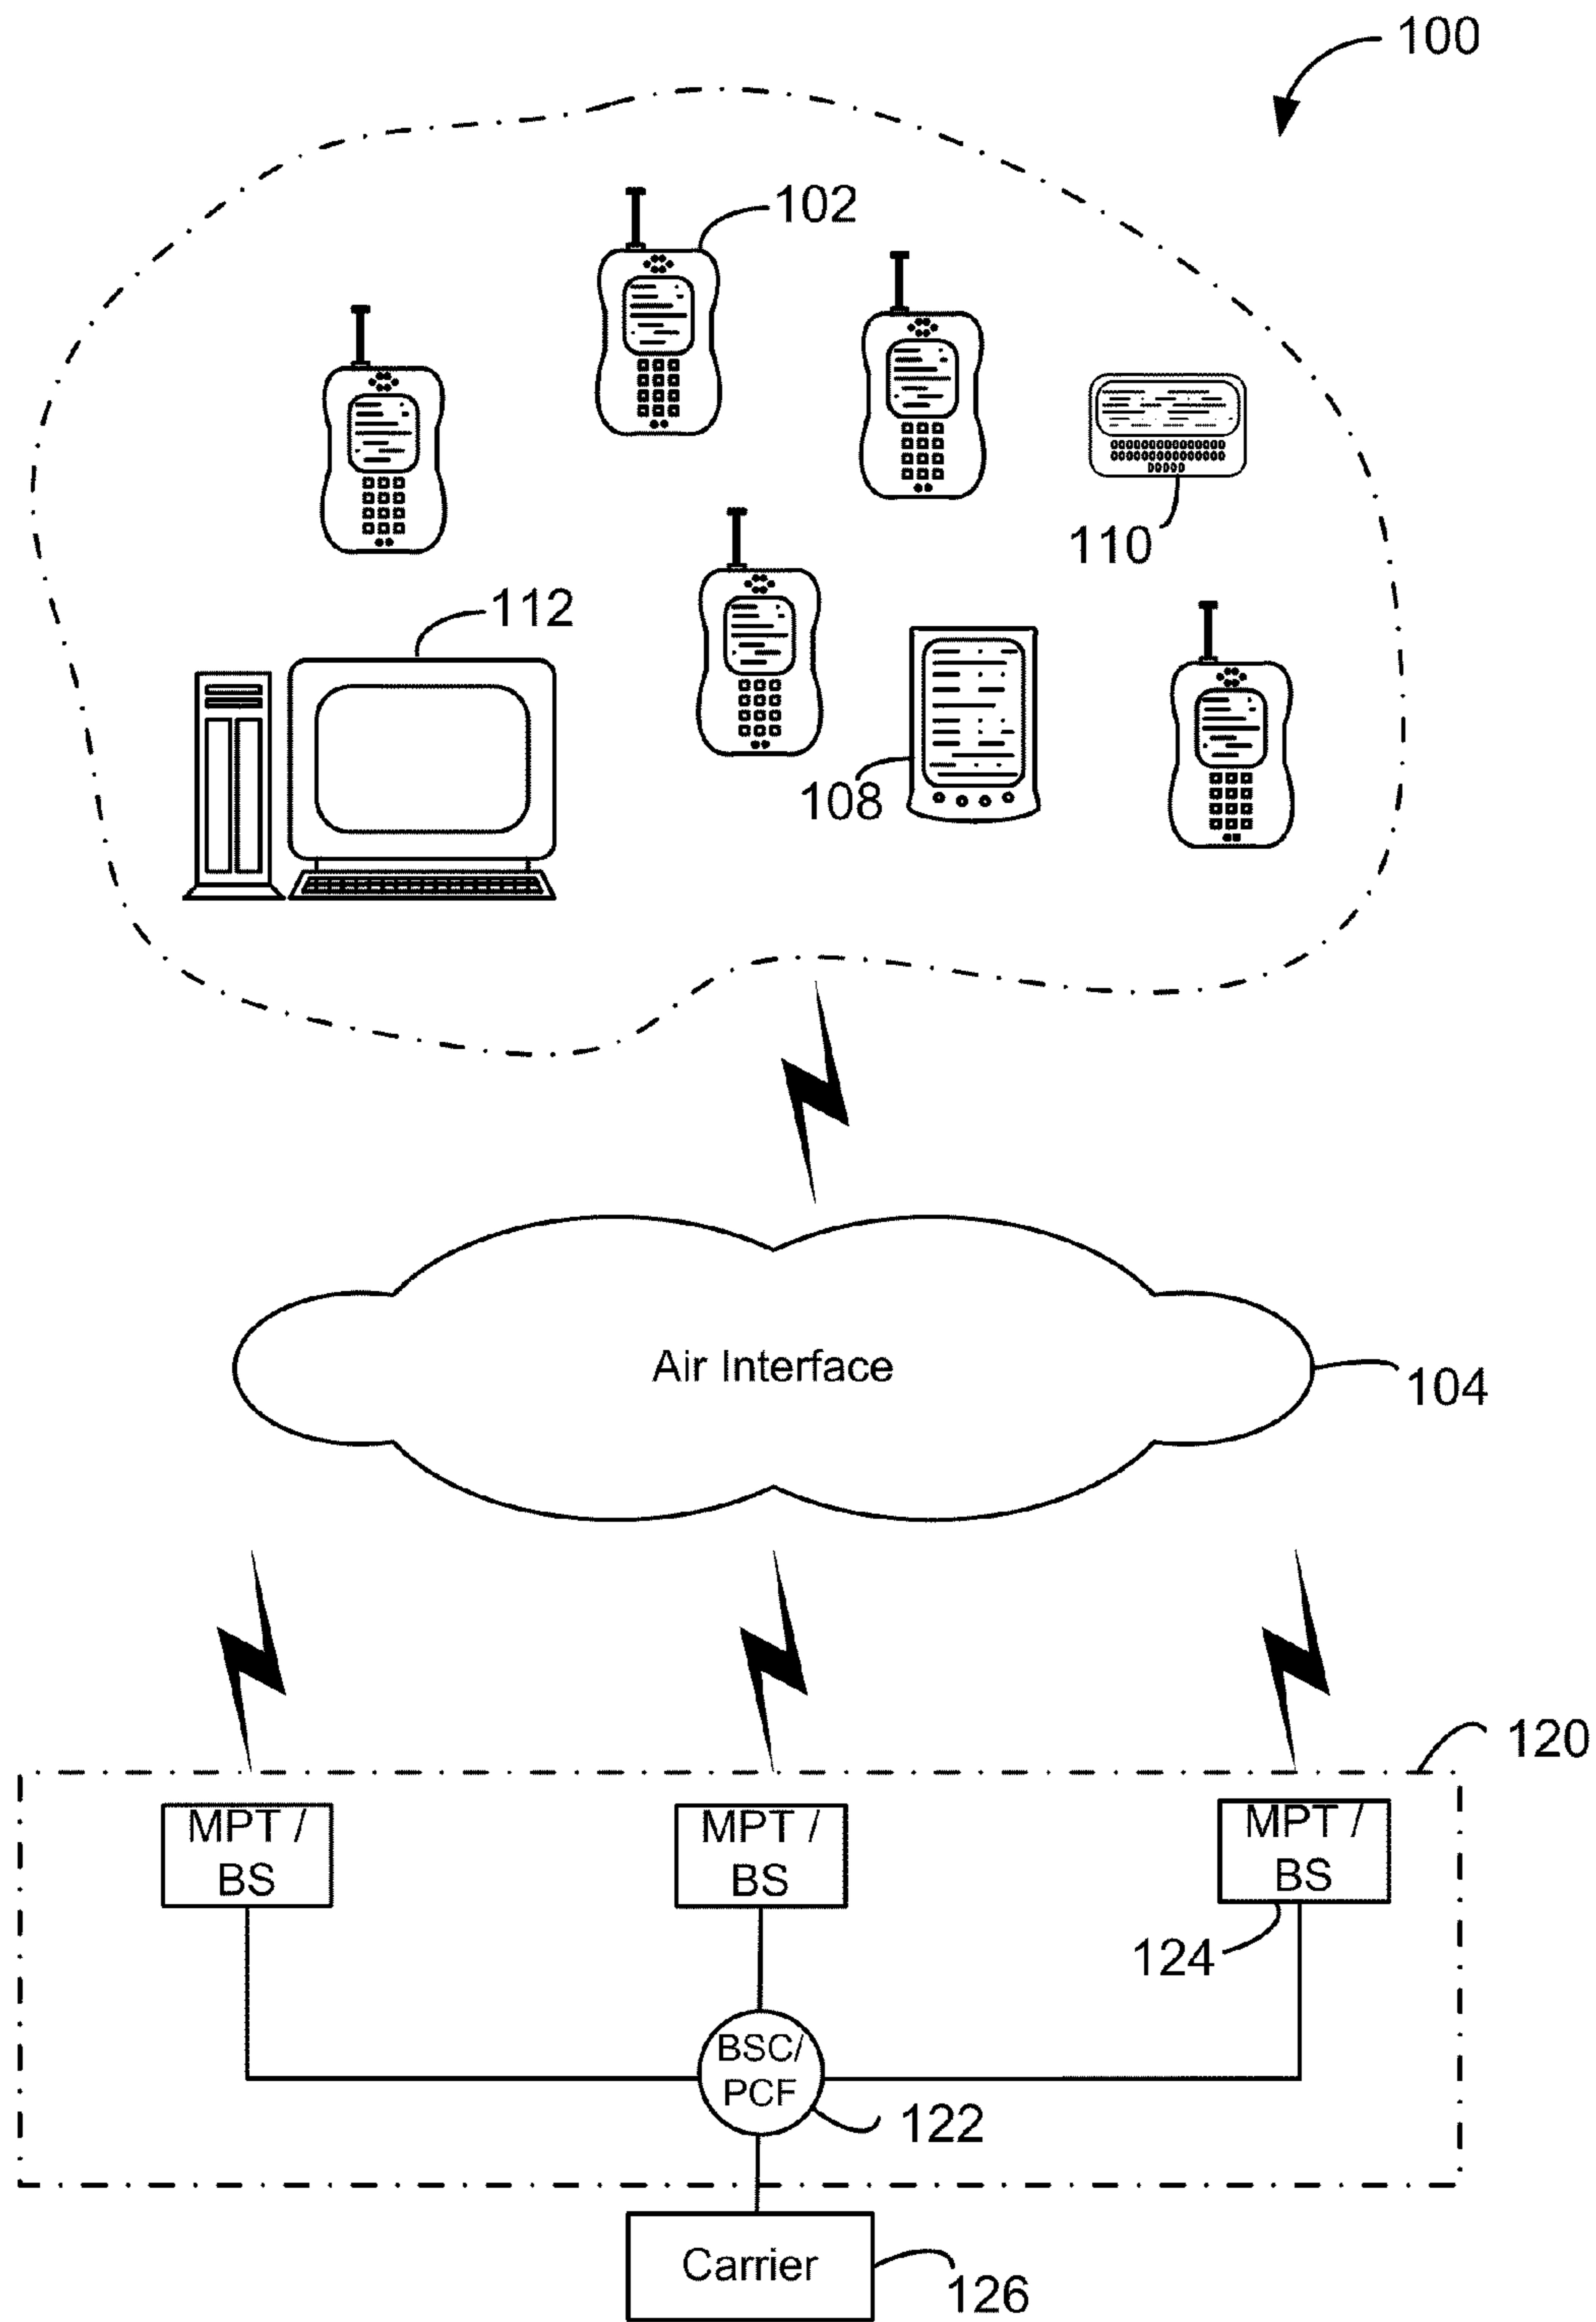 100
102
110
112
108
Air Interface
104
120
MPT /
BS
MPT /
BS
MPT /
BS
124
BSC/
PCF
122
Carrier
126